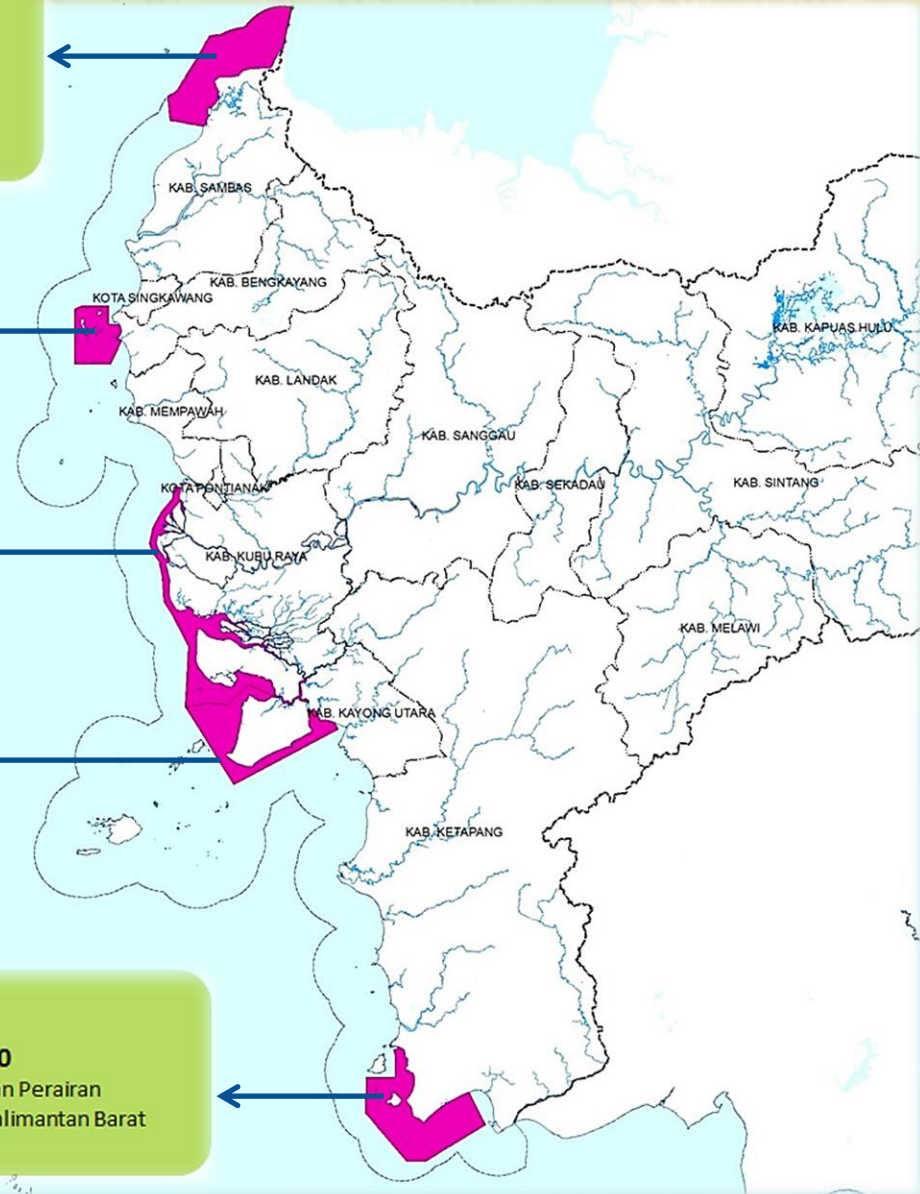 KAB. SAMBAS
KAB. BENGKAYANG
KOTA SINGKAWANG
KAB. KAPUAS HULU
KAB. LANDAK
KAB. MEMPAWAH
KAB. SANGGAU
KAB. SINTANG
KAB. SEKADAU
KOTA PONTIANAK
KAB. KUBU RAYA
KAB. MELAWI
KAB. KAYONG UTARA
KAB. KETAPANG
0
n Perairan
alimantan Barat